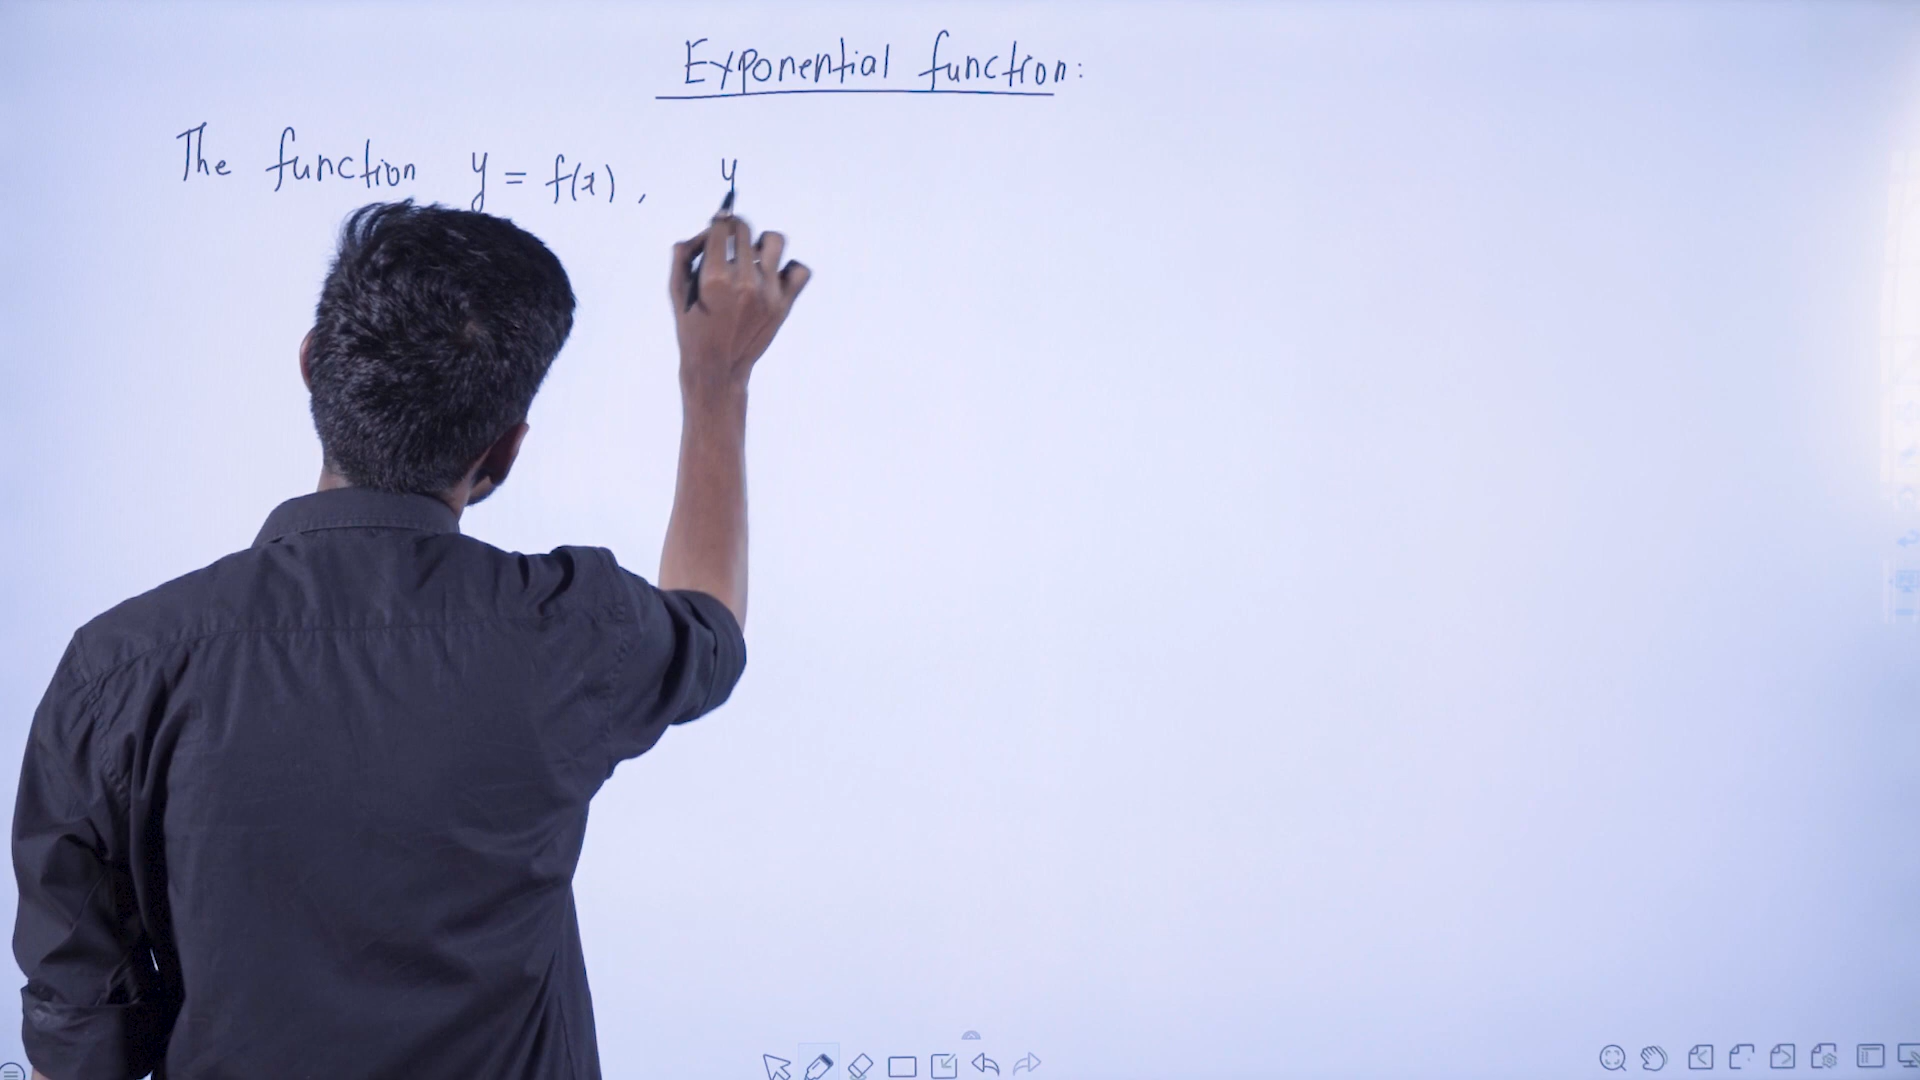 Exponential function:
The function y = f(x), y